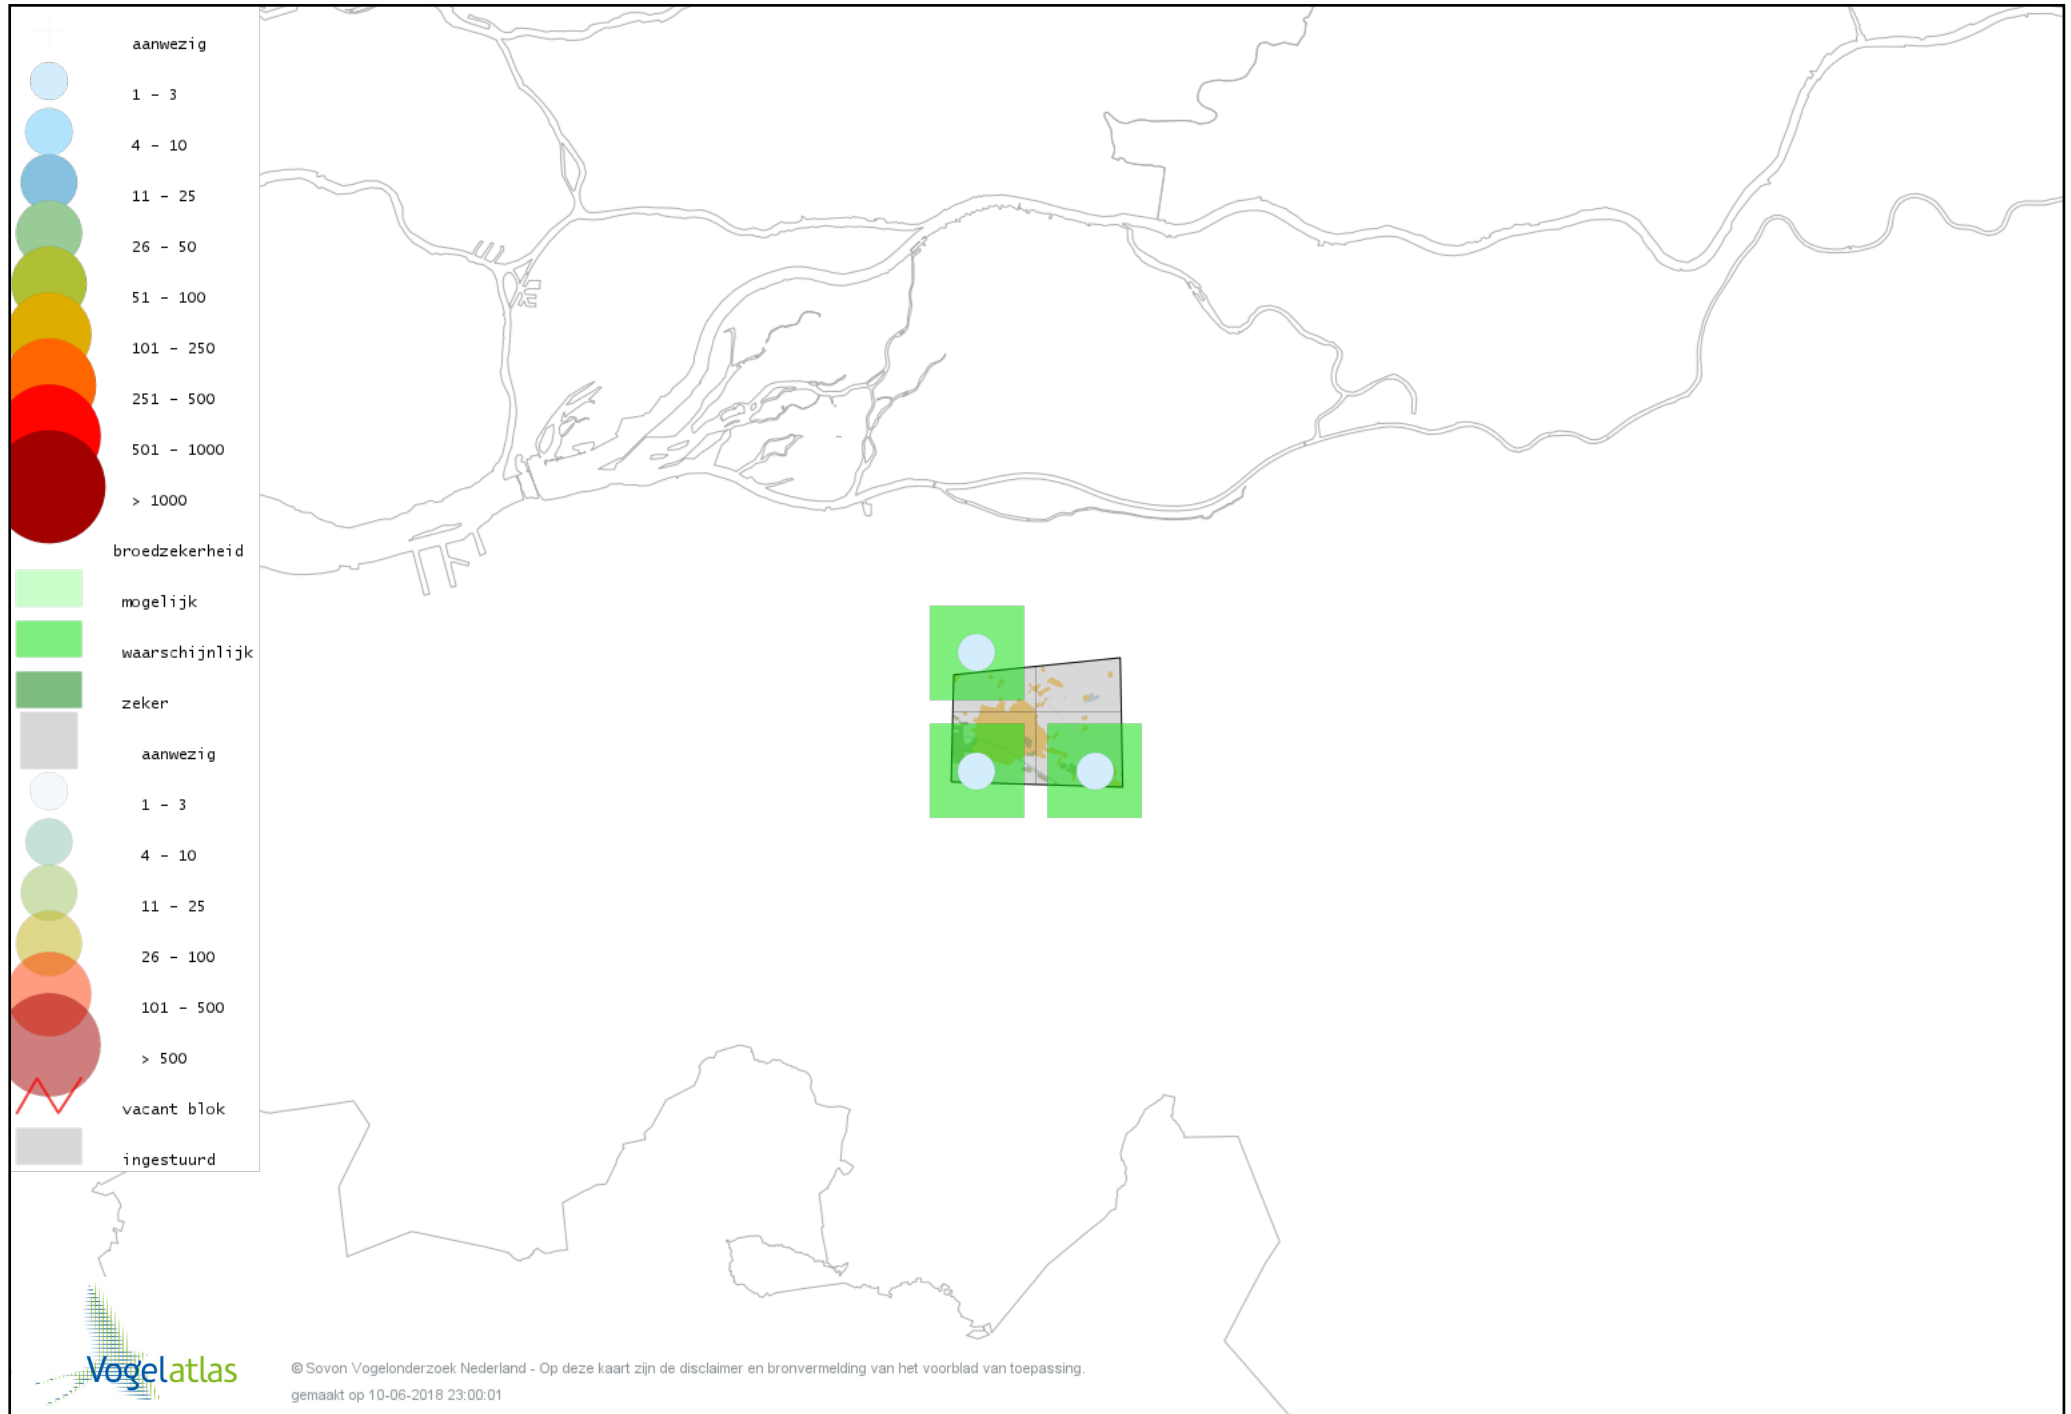 aanwezig
1 - 3
4 - 10
11 - 25
26 - 50
51 - 100
101 - 250
251 - 500
501 - 1000
> 1000
broedzekerheid
mogelijk
waarschijnlijk
zeker
aanwezig
1 - 3
4 - 10
11 - 25
26 - 100
101 - 500
> 500
vacant blok
ingestuurd
Vogelatlas
© Sovon Vogelonderzoek Nederland - Op deze kaart zijn de disclaimer en bronvermelding van het voorblad van toepassing.
gemaakt op 10-06-2018 23:00:01